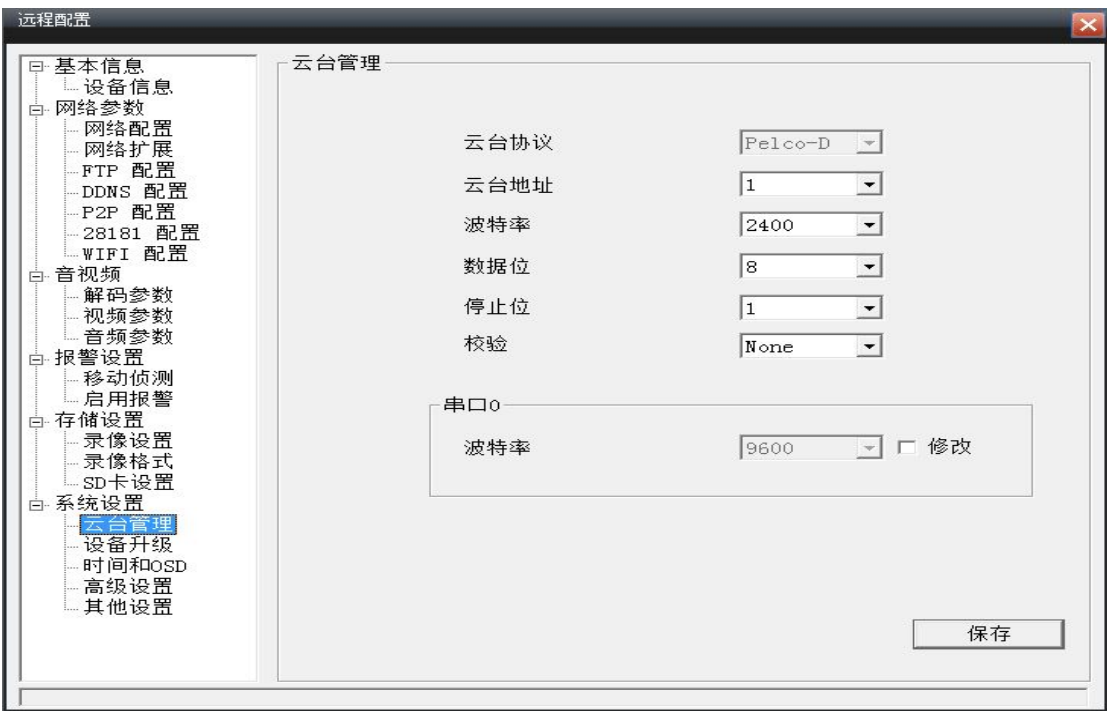 远程配置
基本信息
设备信息
网络参数
网络配置
网络扩展
FTP 配置
DDNS 配置
P2P 配置
28181 配置
WIFI 配置
音视频
解码参数
视频参数
音频参数
报警设置
移动侦测
启用报警
存储设置
录像设置
录像格式
SD卡设置
系统设置
云台管理
设备升级
时间和OSD
高级设置
其他设置
云台管理
云台协议 Pelco-D
云台地址 1
波特率 2400
数据位 8
停止位 1
校验 None
串口0
波特率 9600 修改
保存